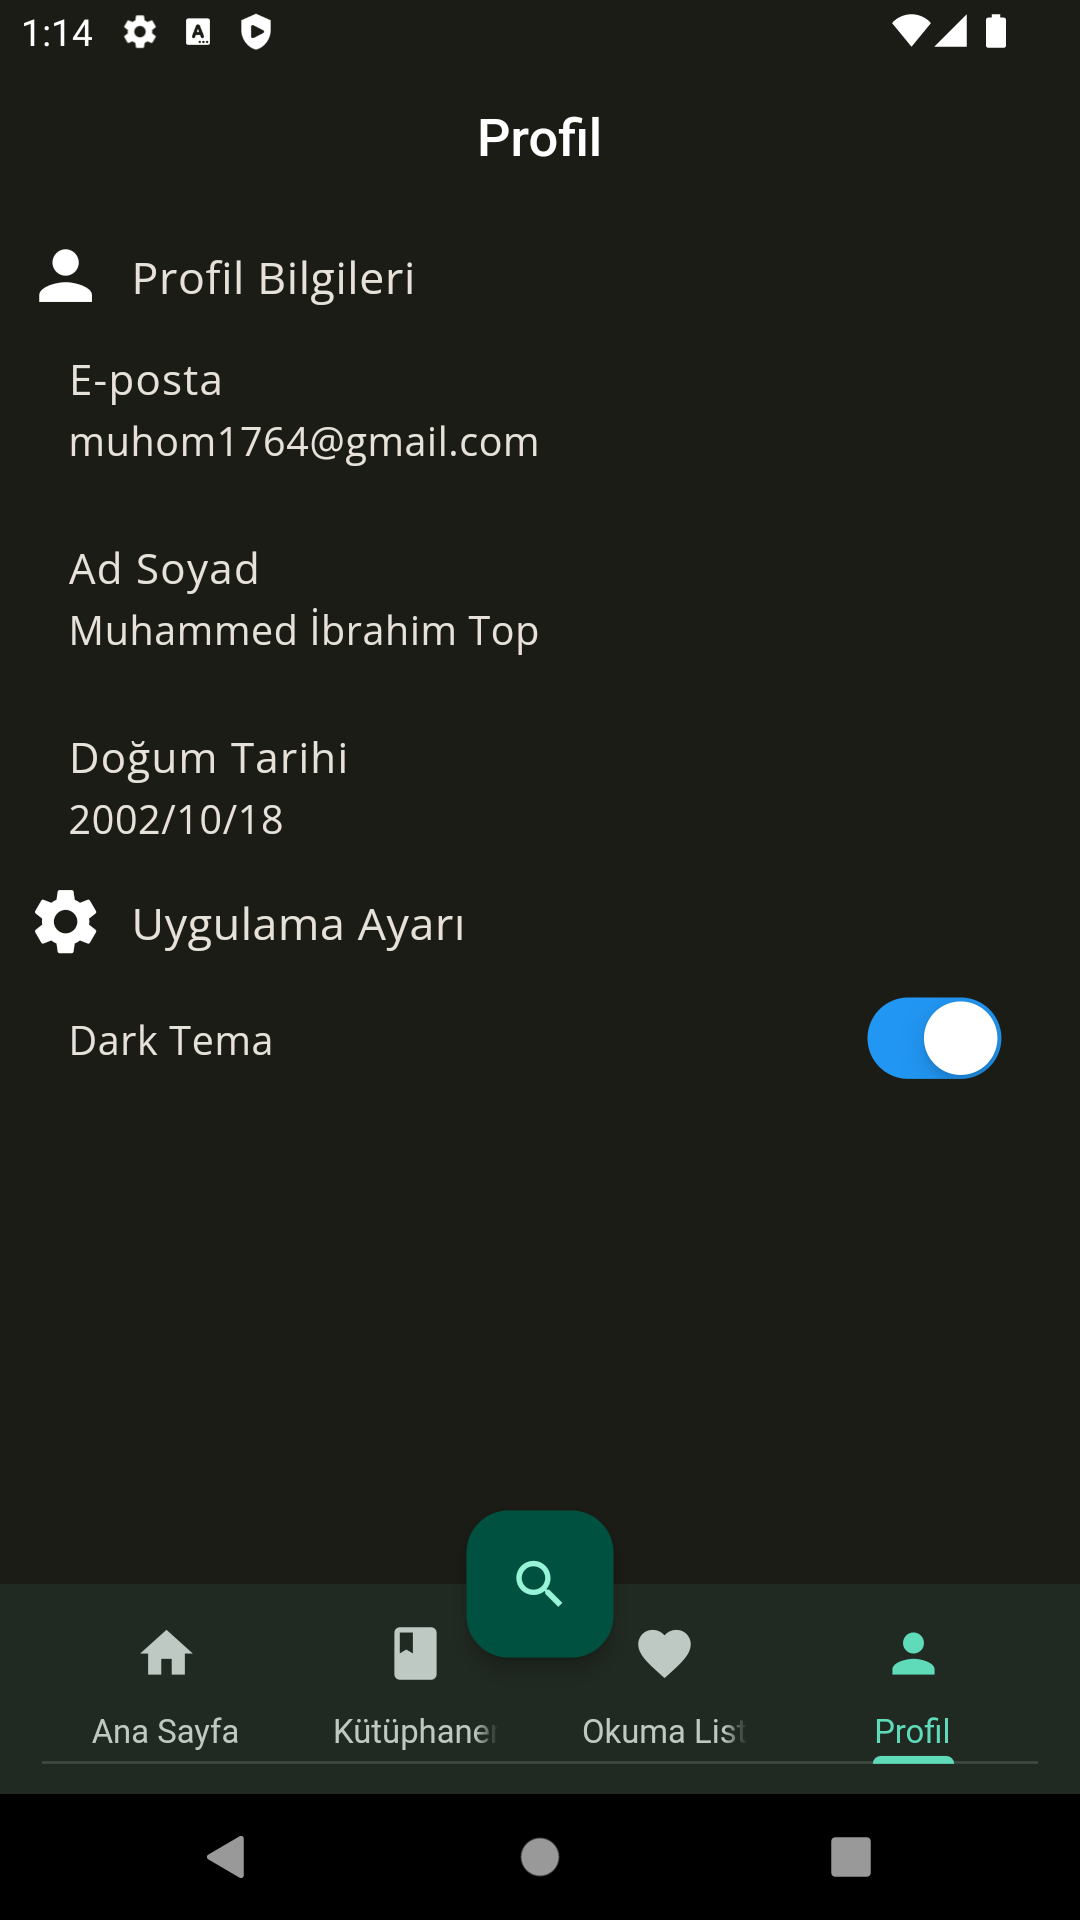 1:14
Profil
Profil Bilgileri
E-posta
muhom1764@gmail.com
Ad Soyad
Muhammed İbrahim Top
Doğum Tarihi
2002/10/18
Uygulama Ayarı
Dark Tema
Ana Sayfa
Kütüphaner
Okuma List
Profil